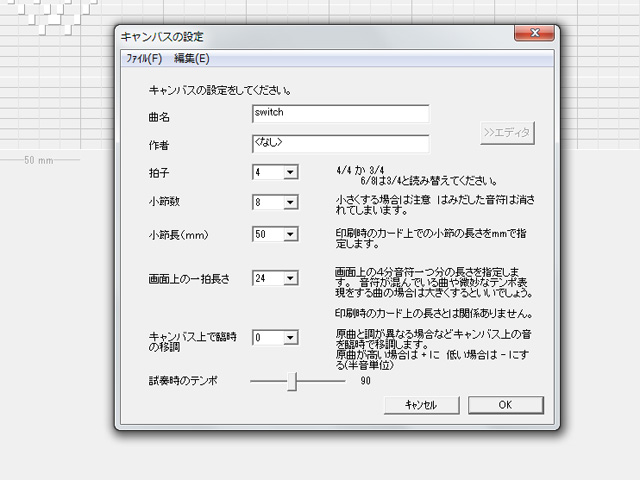 キャンバスの設定
ﾌｧｲﾙ(F) 編集(E)
キャンバスの設定をしてください。
曲名 switch
>>エディタ
作者 <なし>
拍子 4 4/4 か 3/4
6/8は3/4と読み替えてください。
小節数 8 小さくする場合は注意 はみだした音符は消さ
れてしまいます。
50 mm
小節長(mm) 50 印刷時のカード上での小節の長さをmmで指
定します。
画面上の一拍長さ 24 画面上の4分音符一つ分の長さを指定しま
す。 音符が混んでいる曲や微妙なテンポ表
現をする曲の場合は大きくするといいでしょう。
印刷時のカード上の長さとは関係ありません。
キャンバス上で臨時
の移調 0 原曲と調が異なる場合などキャンバス上の音
を臨時で移調します。
原曲が高い場合は + に 低い場合は - にす
る(半音単位)
試奏時のテンポ 90
ｷｬﾝｾﾙ OK